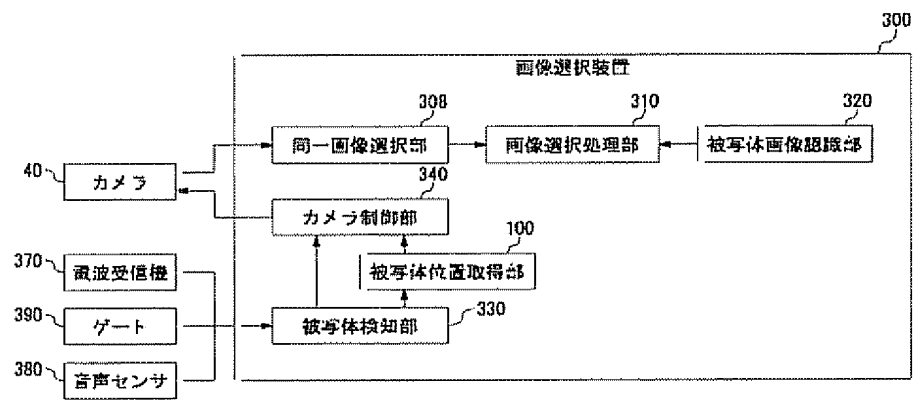 300
画像選択装置
308
同一画像選択部
310
画像選択処理部
320
被写体画像認識部
40
カメラ
340
カメラ制御部
100
被写体位置取得部
370
電波受信機
390
ゲート
330
被写体検知部
380
音声センサ